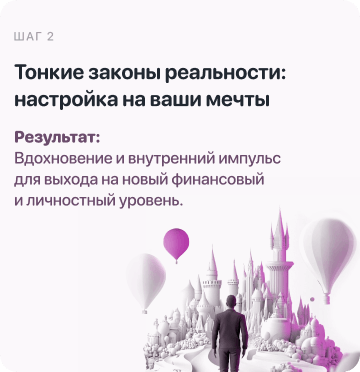 ШАГ 2
Тонкие законы реальности:
настройка на ваши мечты
Результат:
Вдохновение и внутренний импульс
для выхода на новый финансовый
и личностный уровень.